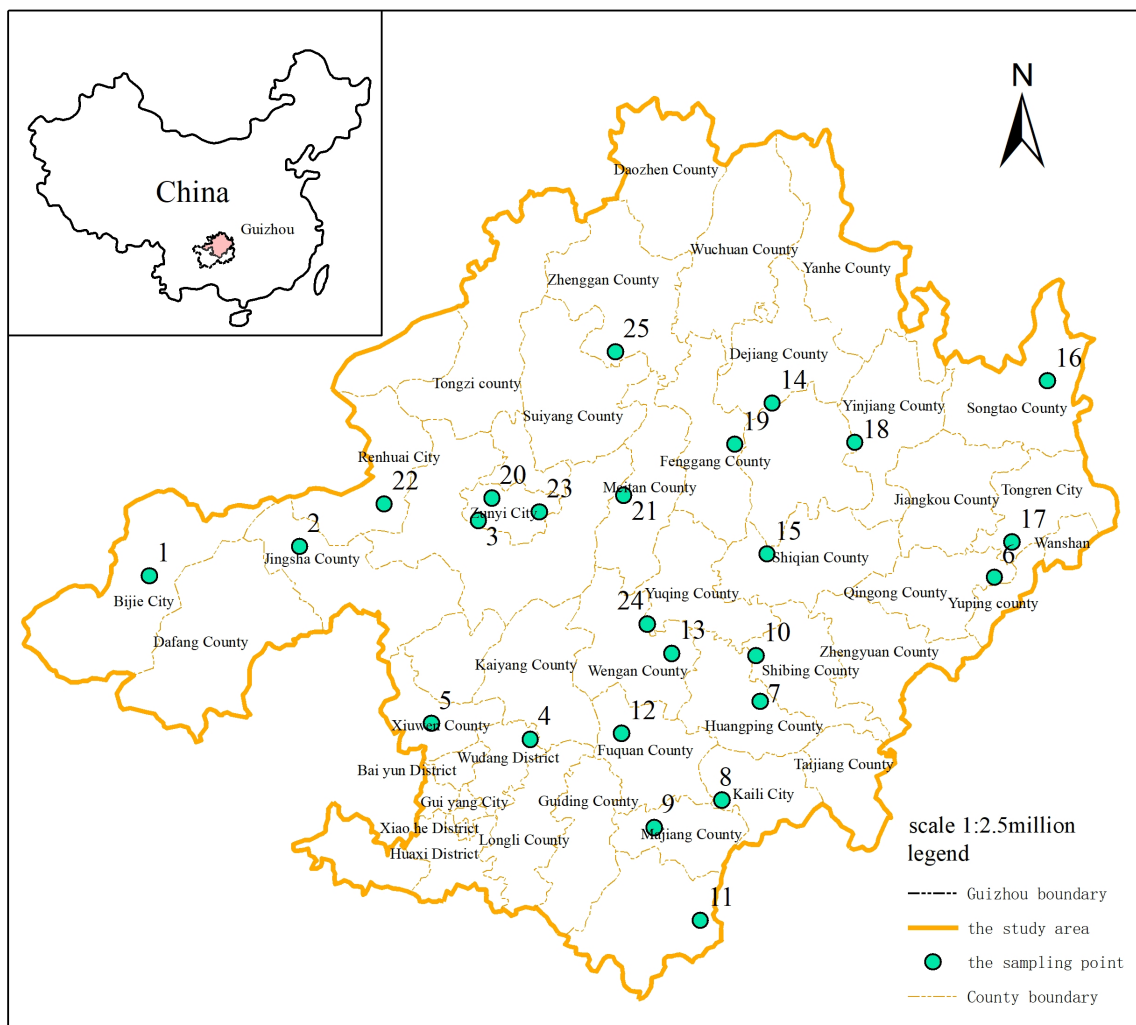 China
Guizhou
N
Daozhen County
Wuchuan County
Yanhe County
Zhenggan County
25
Dejiang County
16
Tongzi county
14
Yinjiang County
Songtao County
Suiyang County
19
18
Renhuai City
Fenggang County
22
20
23
Meitan County
Jiangkou County
Tongren City
Zunyi City
21
17
2
3
15
Wanshan
1
Jingsha County
Shiqian County
6
Bijie City
Yuqing County
Qingong County
Yuping county
24
Dafang County
13
10
Zhengyuan County
Kaiyang County
Wengan County
Shibing County
5
7
4
12
Xiuwen County
Huangping County
Wudang District
Fuquan County
Bai yun District
Taijiang County
8
Gui yang City
Guiding County
Kaili City
9
Xiao he District
Longli County
Majiang County
Huaxi District
11
scale 1:2.5million
legend
Guizhou boundary
the study area
the sampling point
County boundary